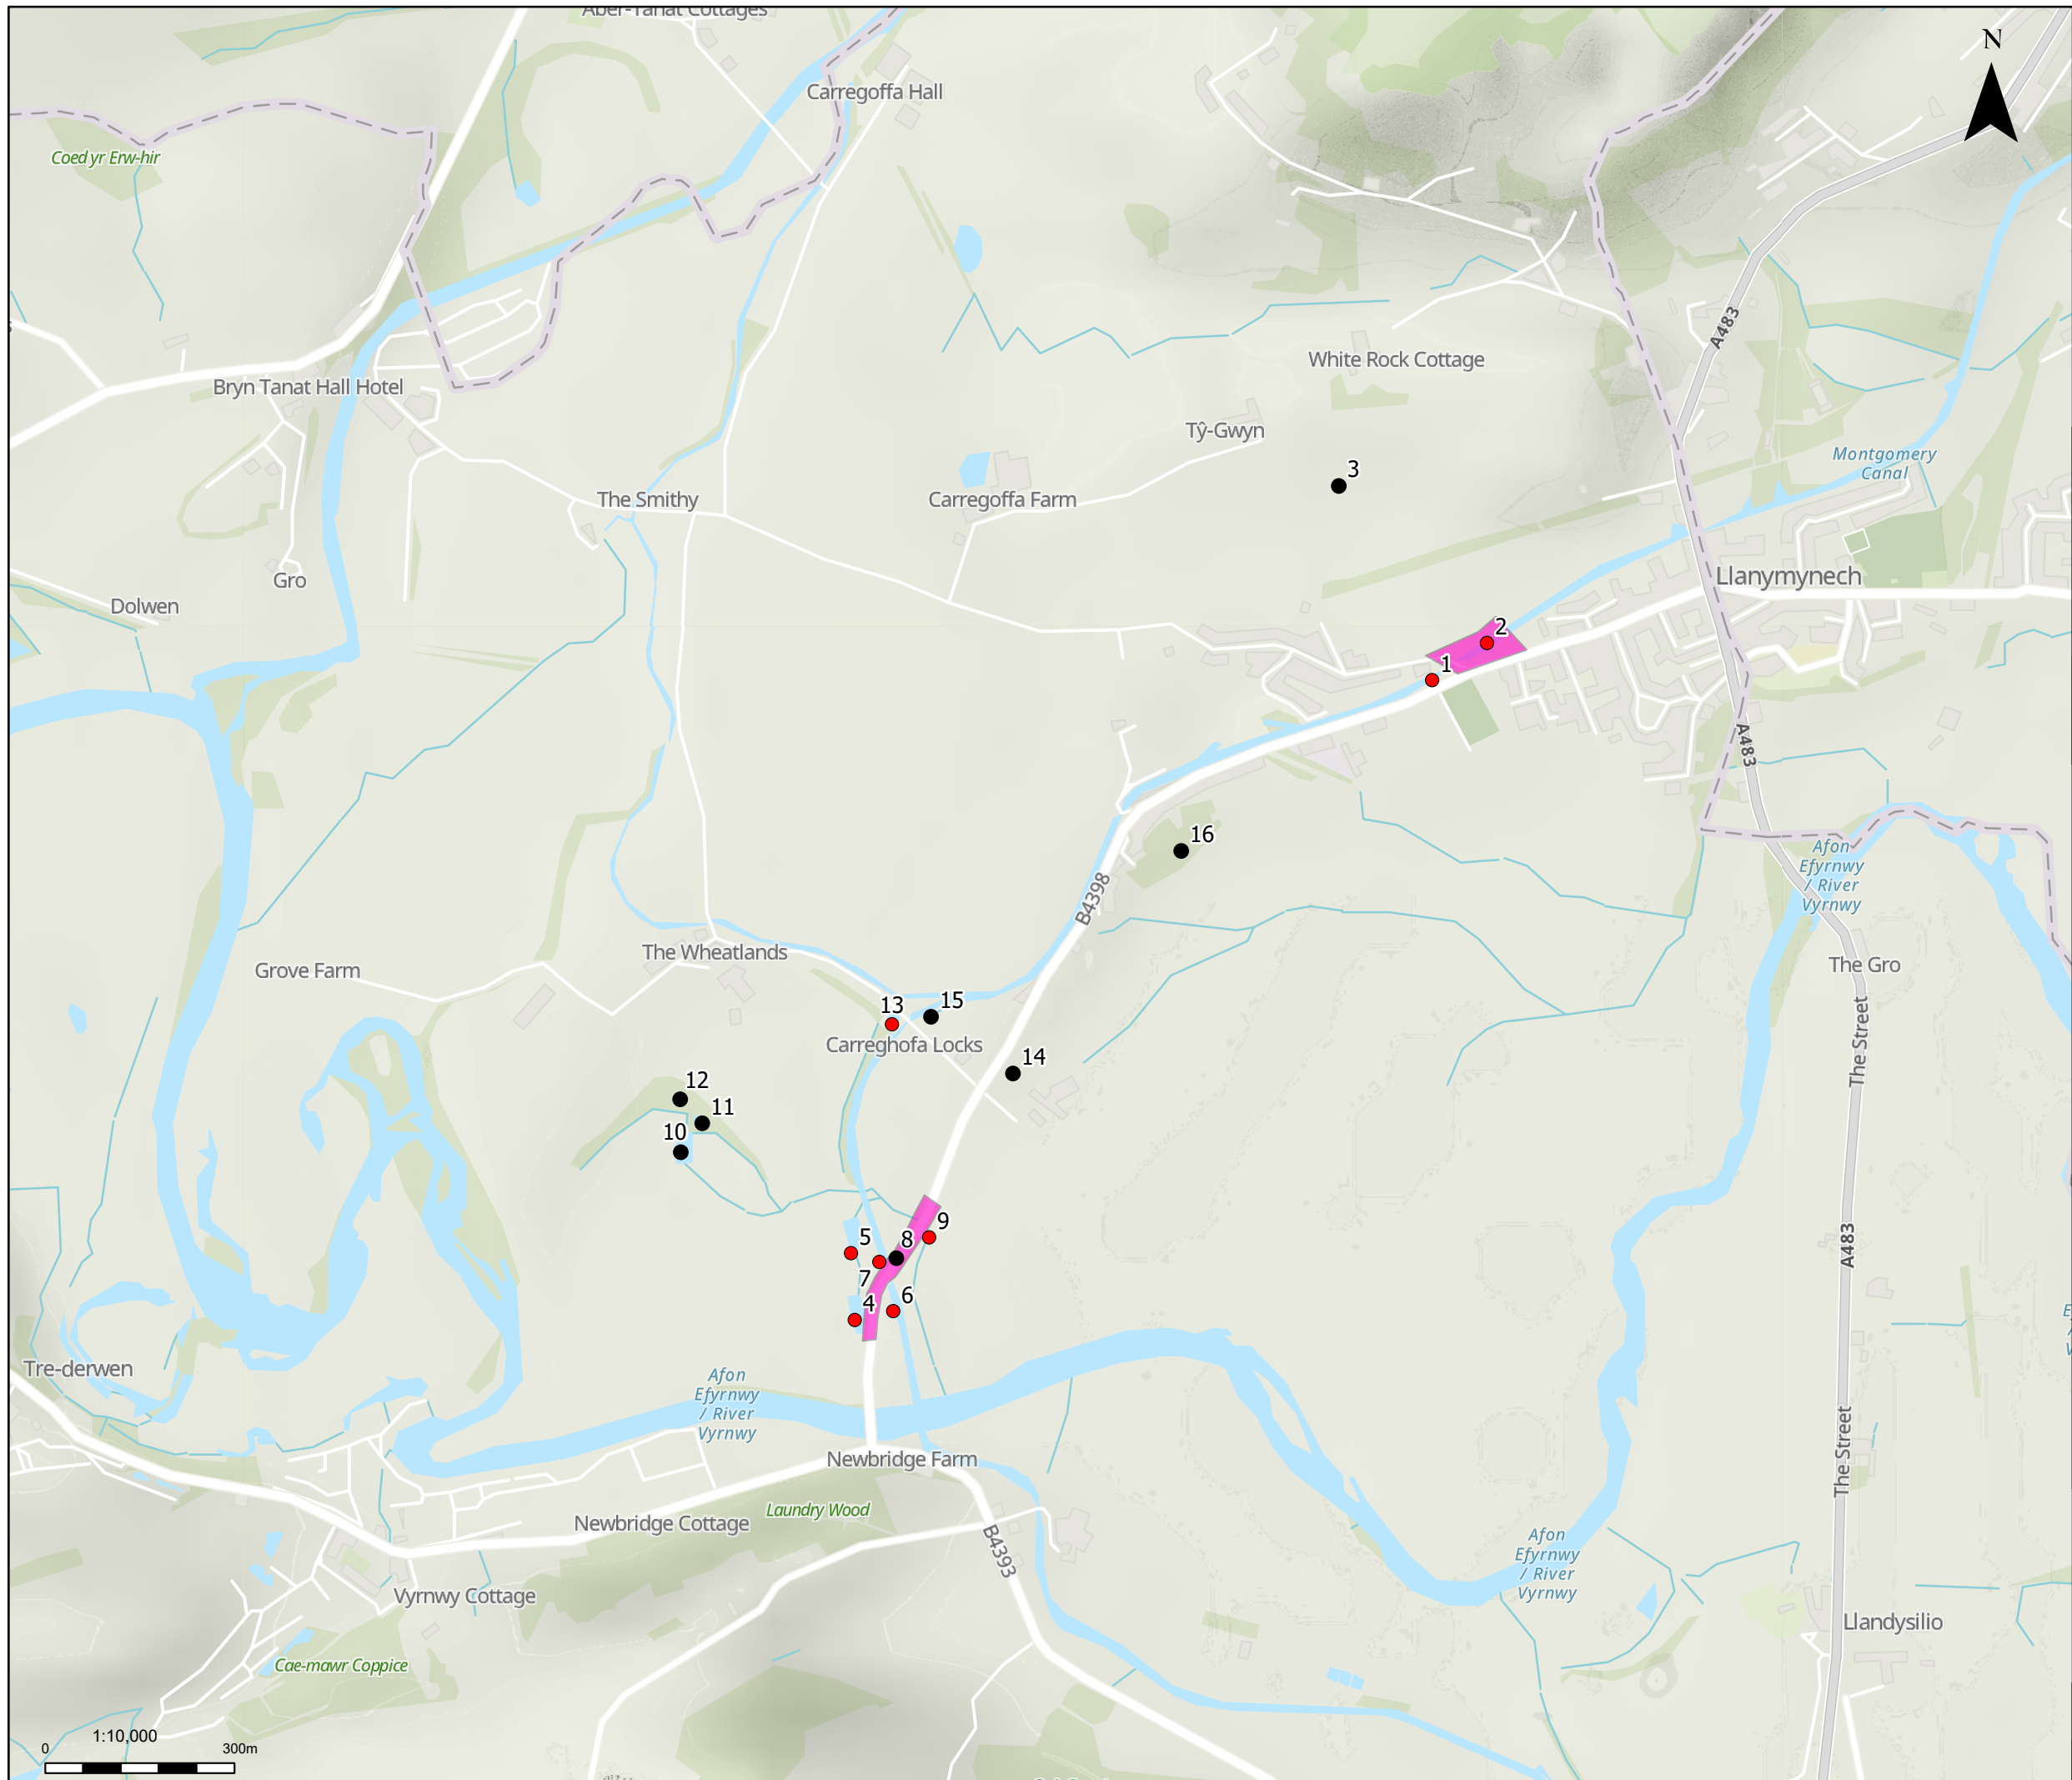 Aber-Tanat Cottages
N
Carregoffa Hall
Coed yr Erw-hir
A483
White Rock Cottage
Bryn Tanat Hall Hotel
Tŷ-Gwyn
Montgomery
Canal
3
The Smithy
Carregoffa Farm
Llanymynech
Gro
Dolwen
2
1
A483
16
Afon
Efyrnwy
/ River
Vyrnwy
B4398
The Wheatlands
Grove Farm
The Gro
13
15
Carreghofa Locks
The Street
14
12
11
10
9
5
8
A483
7
6
4
Tre-derwen
Afon
Efyrnwy
/ River
Vyrnwy
The Street
Newbridge Farm
Laundry Wood
Newbridge Cottage
B4393
Afon
Efyrnwy
/ River
Vyrnwy
Vyrnwy Cottage
Llandysilio
Cae-mawr Coppice
1:10,000
0
300m